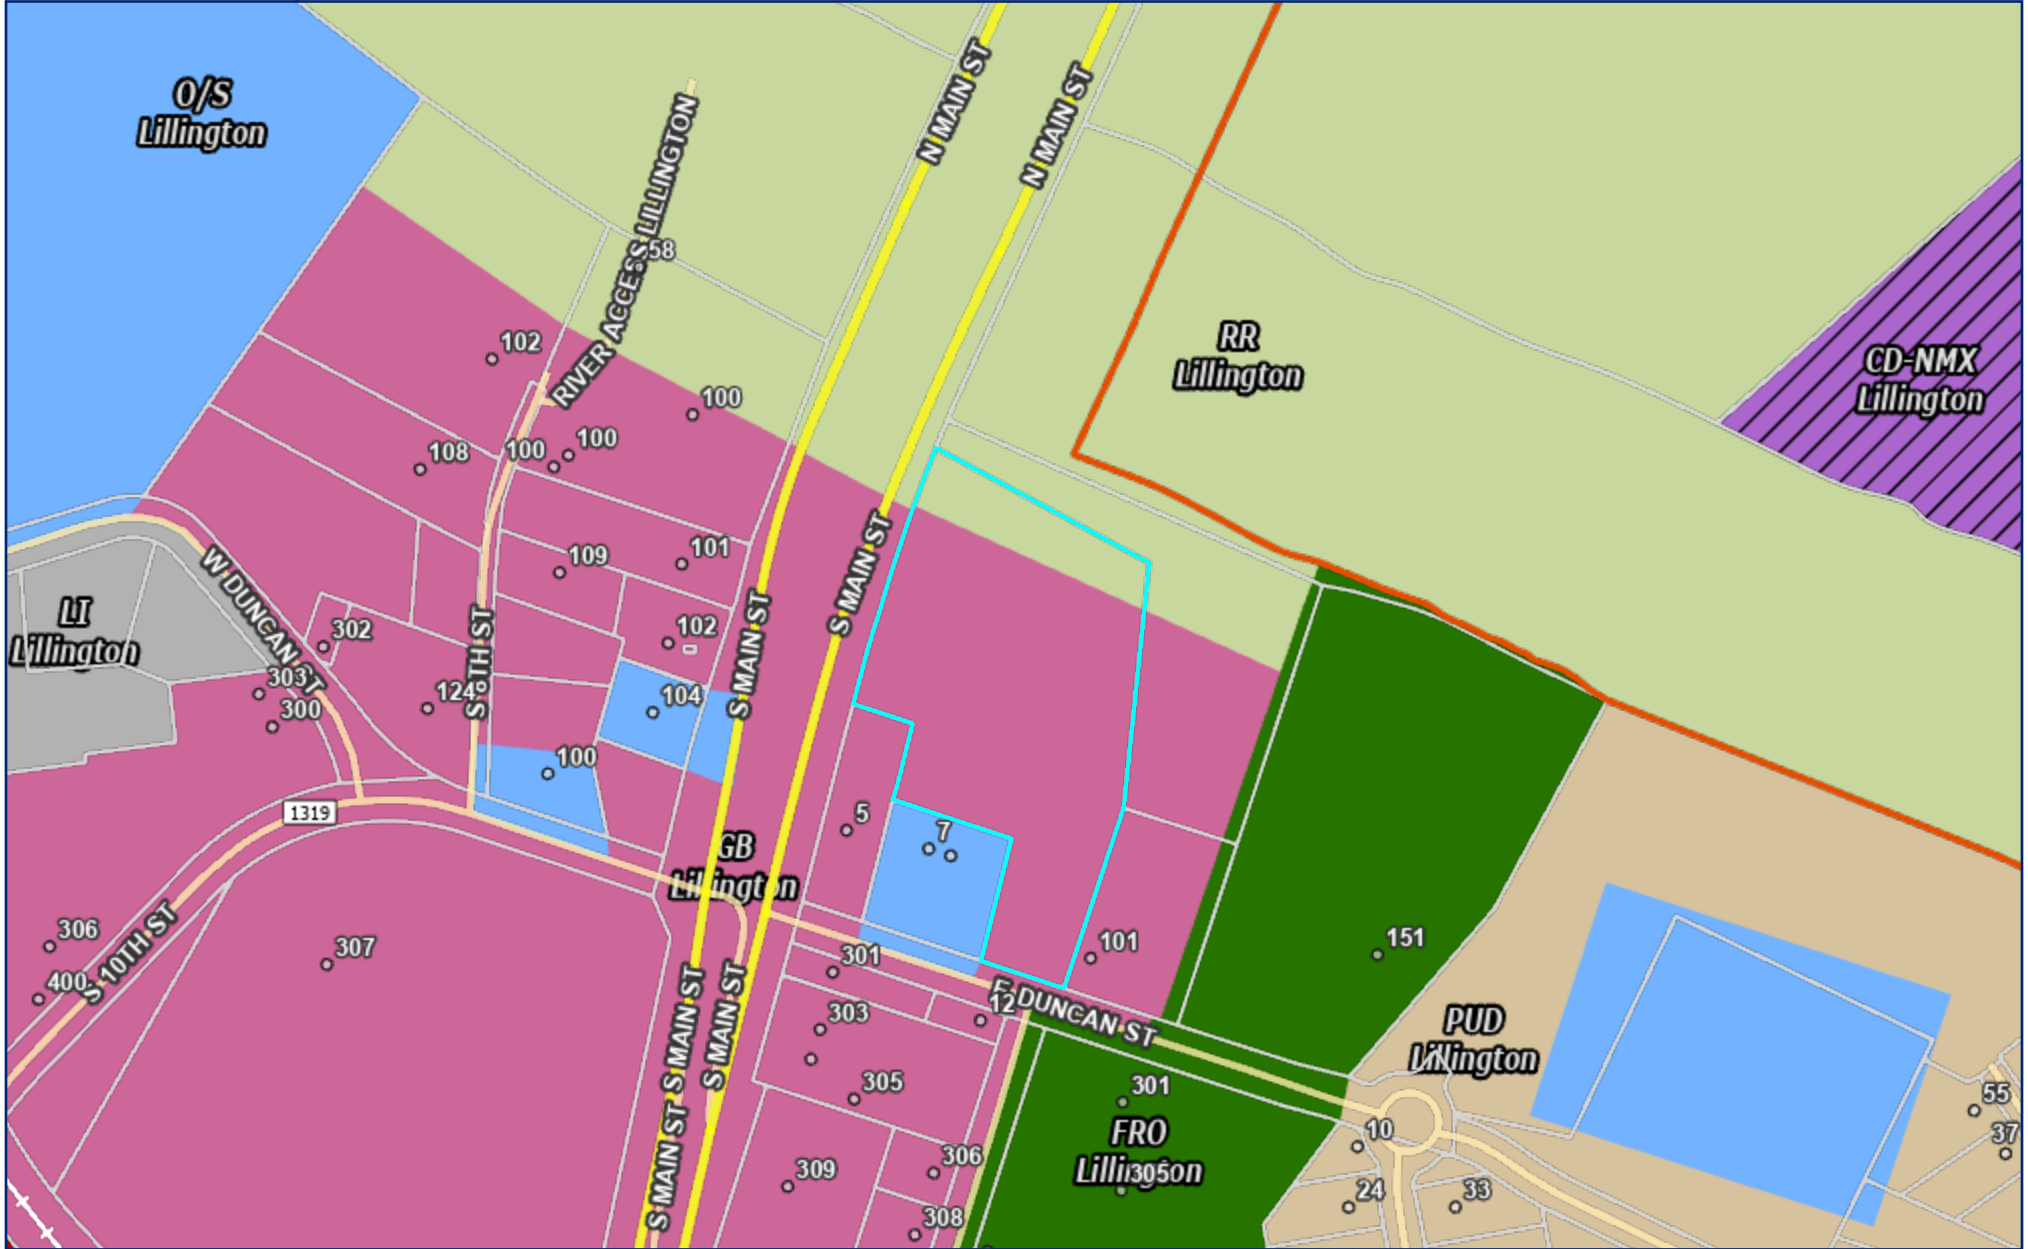 O/S
Lillington
N MAIN ST
N MAIN ST
RIVER ACCESS LILLINGTON
58
RR
Lillington
CD-NMX
Lillington
102
100
100
100
108
S MAIN ST
109
101
W DUNCAN ST
LI
Lillington
302
102
S MAIN ST
303
300
124
104
100
1319
5
7
GB
Lillington
306
S 10TH ST
307
400
101
151
301
E DUNCAN ST
12
S MAIN ST
S MAIN ST
303
PUD
Lillington
305
301
55
10
37
FRO
Lillington
305
S MAIN ST
309
306
24
33
308